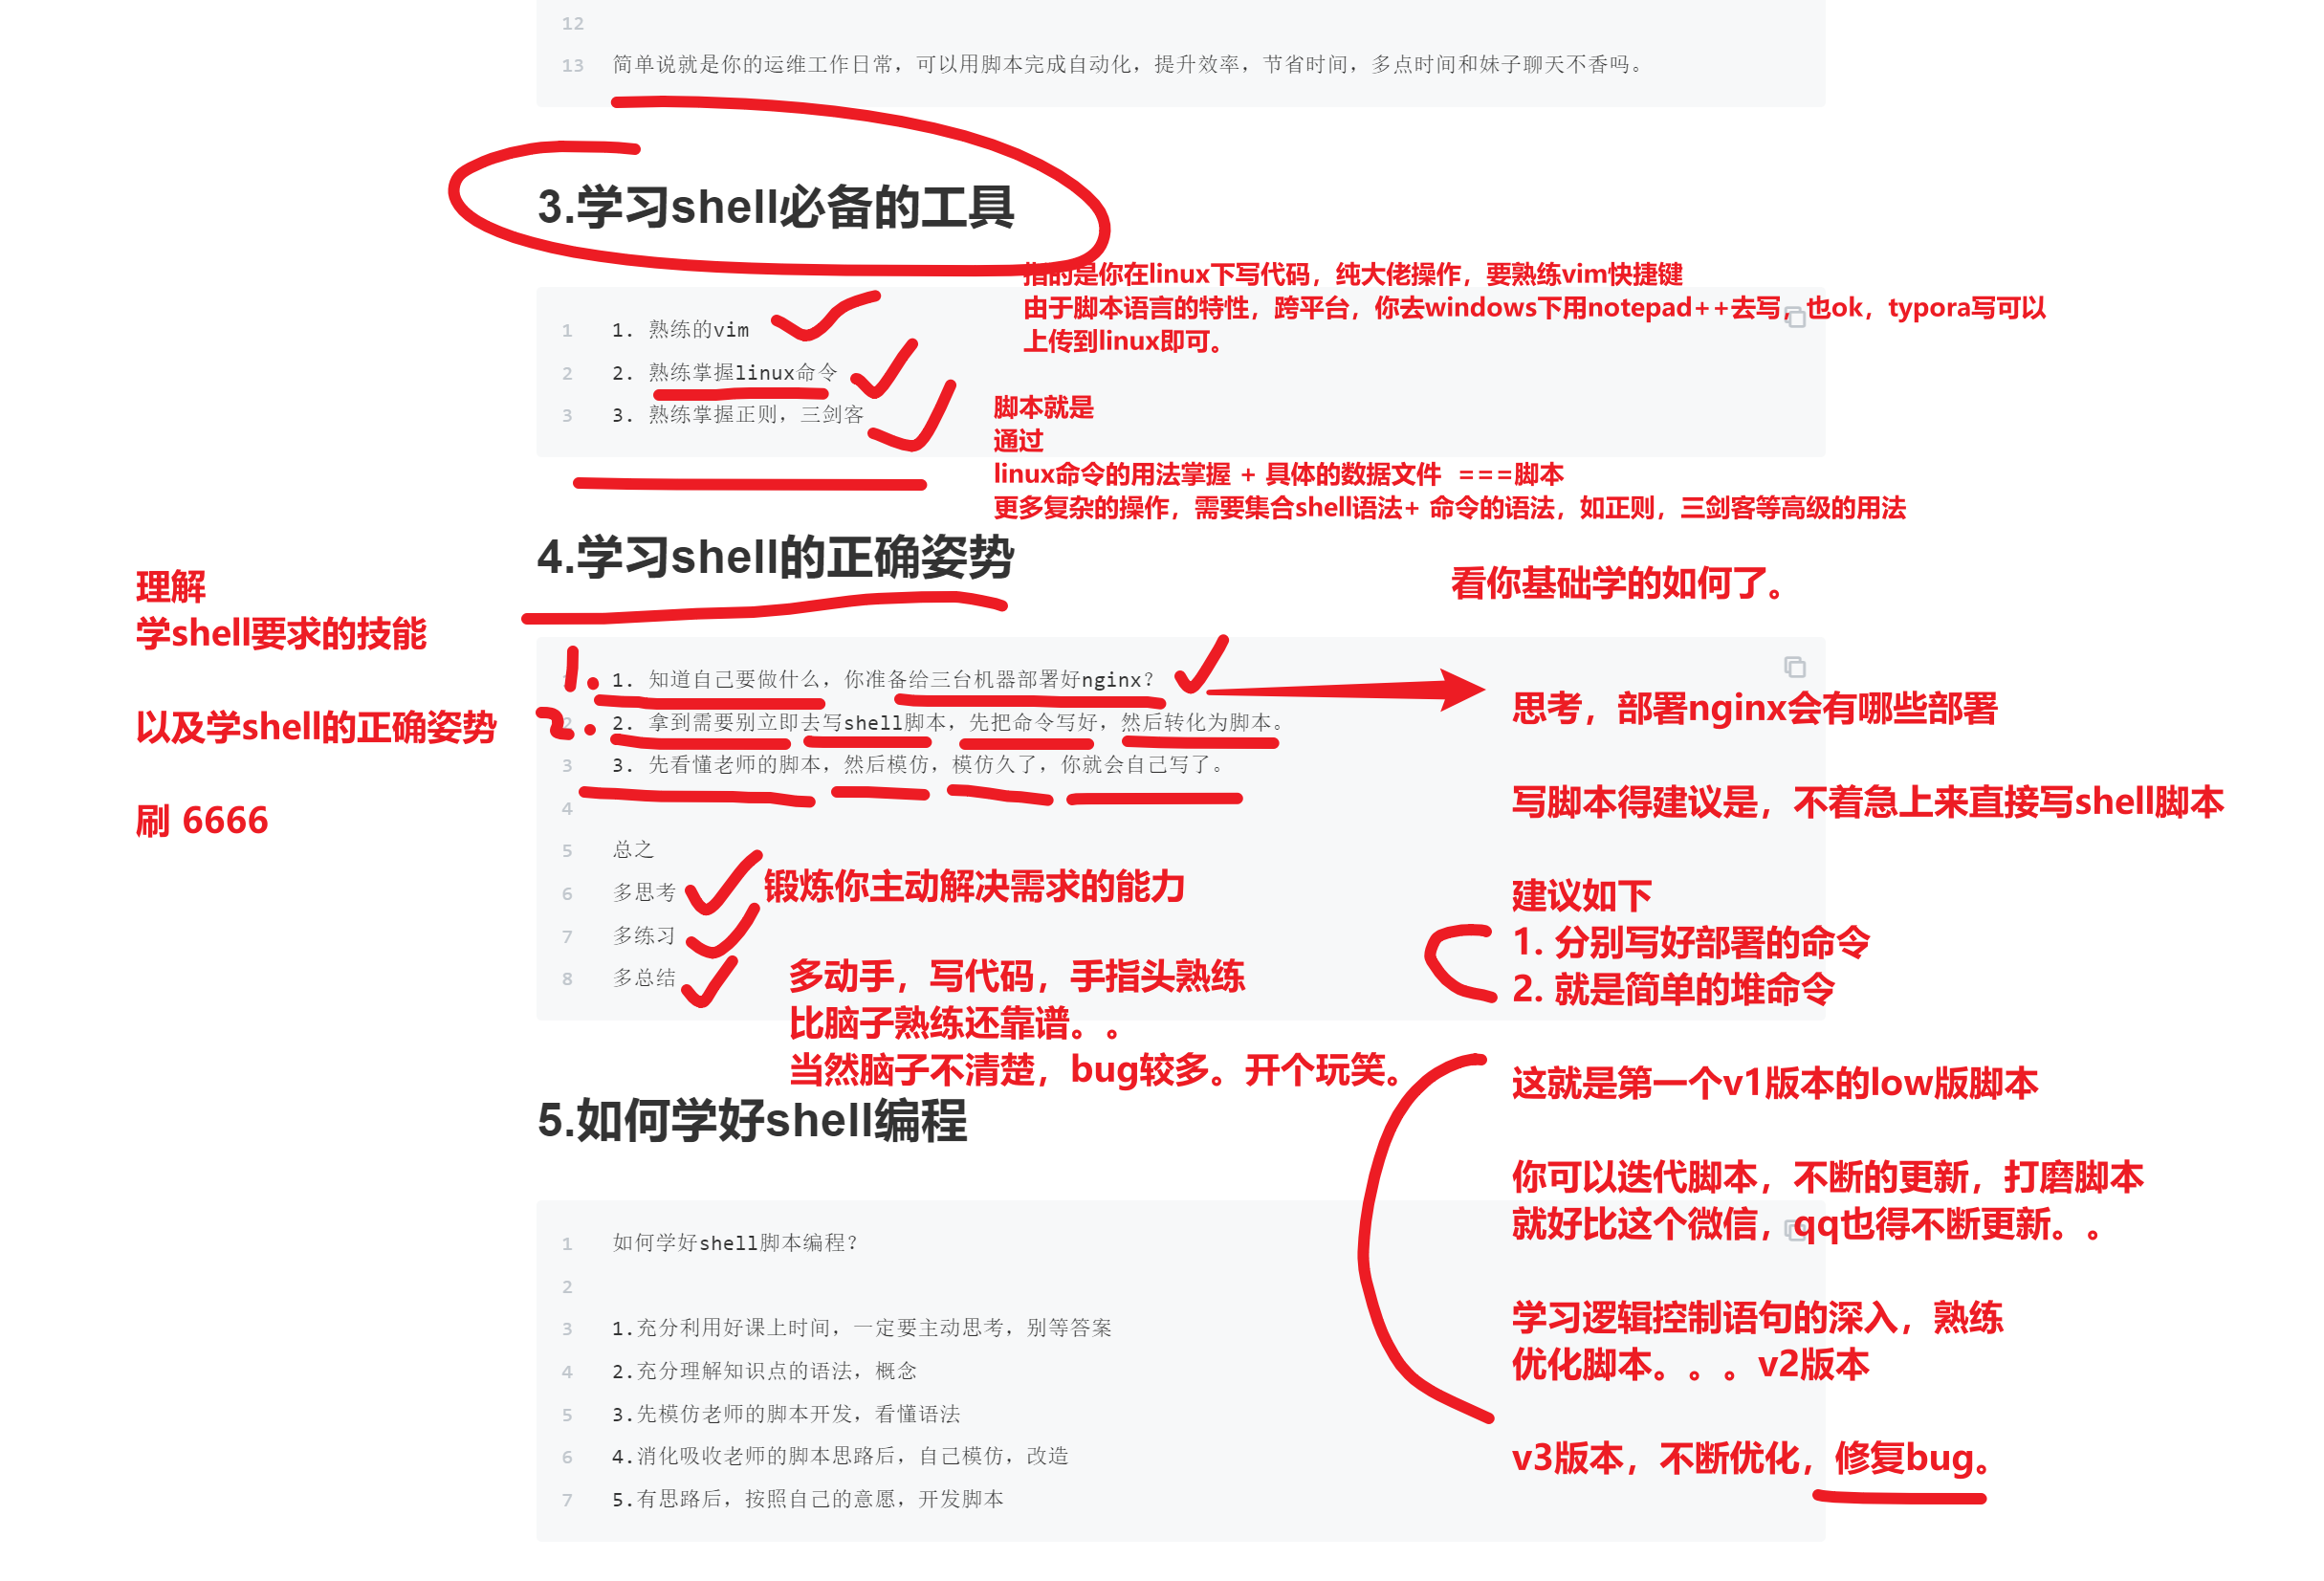 12
13 简单说就是你的运维工作日常，可以用脚本完成自动化，提升效率，节省时间，多点时间和妹子聊天不香吗。
3.学习shell必备的工具
指的是你在linux下写代码，纯大佬操作，要熟练vim快捷键
由于脚本语言的特性，跨平台，你去windows下用notepad++去写，也ok，typora写可以
上传到linux即可。
1 1. 熟练的vim
2 2. 熟练掌握linux命令
3 3. 熟练掌握正则，三剑客
脚本就是
通过
linux命令的用法掌握 + 具体的数据文件 ===脚本
更多复杂的操作，需要集合shell语法+ 命令的语法，如正则，三剑客等高级的用法
4.学习shell的正确姿势
理解
学shell要求的技能
以及学shell的正确姿势
刷 6666
看你基础学的如何了。
1. 1. 知道自己要做什么，你准备给三台机器部署好nginx？
2. 2 2. 拿到需要别立即去写shell脚本，先把命令写好，然后转化为脚本。
3 3. 先看懂老师的脚本，然后模仿，模仿久了，你就会自己写了。
4
5 总之
6 多思考
7 多练习
8 多总结
锻炼你主动解决需求的能力
多动手，写代码，手指头熟练
比脑子熟练还靠谱。。
当然脑子不清楚，bug较多。开个玩笑。
思考，部署nginx会有哪些部署
写脚本得建议是，不着急上来直接写shell脚本
建议如下
1. 分别写好部署的命令
2. 就是简单的堆命令
这就是第一个v1版本的low版脚本
你可以迭代脚本，不断的更新，打磨脚本
就好比这个微信，qq也得不断更新。。
学习逻辑控制语句的深入，熟练
优化脚本。。。v2版本
v3版本，不断优化，修复bug。
5.如何学好shell编程
1 如何学好shell脚本编程？
2
3 1.充分利用好课上时间，一定要主动思考，别等答案
4 2.充分理解知识点的语法，概念
5 3.先模仿老师的脚本开发，看懂语法
6 4.消化吸收老师的脚本思路后，自己模仿，改造
7 5.有思路后，按照自己的意愿，开发脚本